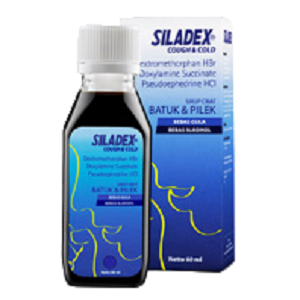 SILADEX®
COUGH & COLD
Dextromethorphan HBr
Doxylamine Succinate
Pseudoephedrine HCl
SIRUP OBAT
BATUK & PILEK
BEBAS GULA
BEBAS ALKOHOL
Netto 60 ml
SILADEX®
COUGH & COLD
Dextromethorphan HBr
Doxylamine Succinate
Pseudoephedrine HCl
SIRUP OBAT
BATUK & PILEK
BEBAS GULA
BEBAS ALKOHOL